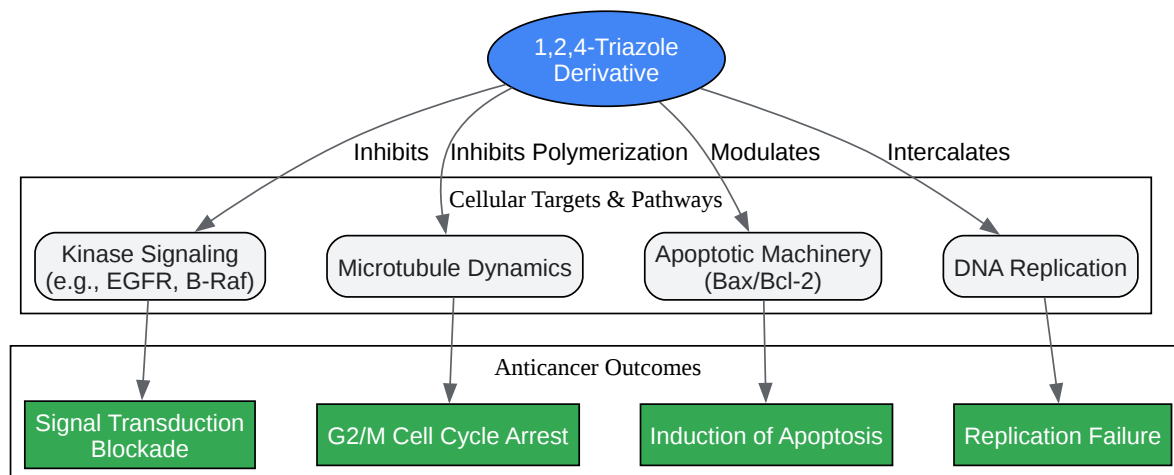 1,2,4-Triazole
Derivative
Inhibits
Inhibits Polymerization
Modulates
Intercalates
Cellular Targets & Pathways
Kinase Signaling
(e.g., EGFR, B-Raf)
Microtubule Dynamics
Apoptotic Machinery
(Bax/Bcl-2)
DNA Replication
Anticancer Outcomes
Signal Transduction
Blockade
G2/M Cell Cycle Arrest
Induction of Apoptosis
Replication Failure